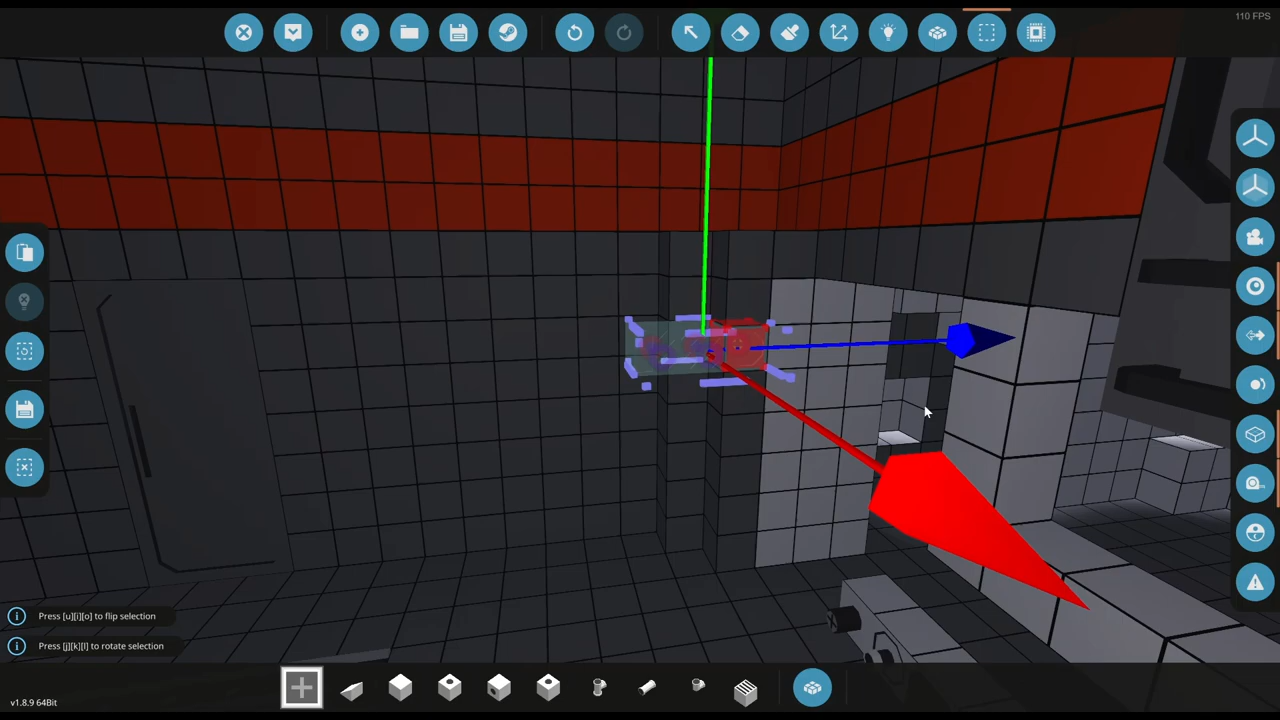 110 FPS
Press [u][i][o] to flip selection
Press [j][k][l] to rotate selection
v1.8.9 64Bit